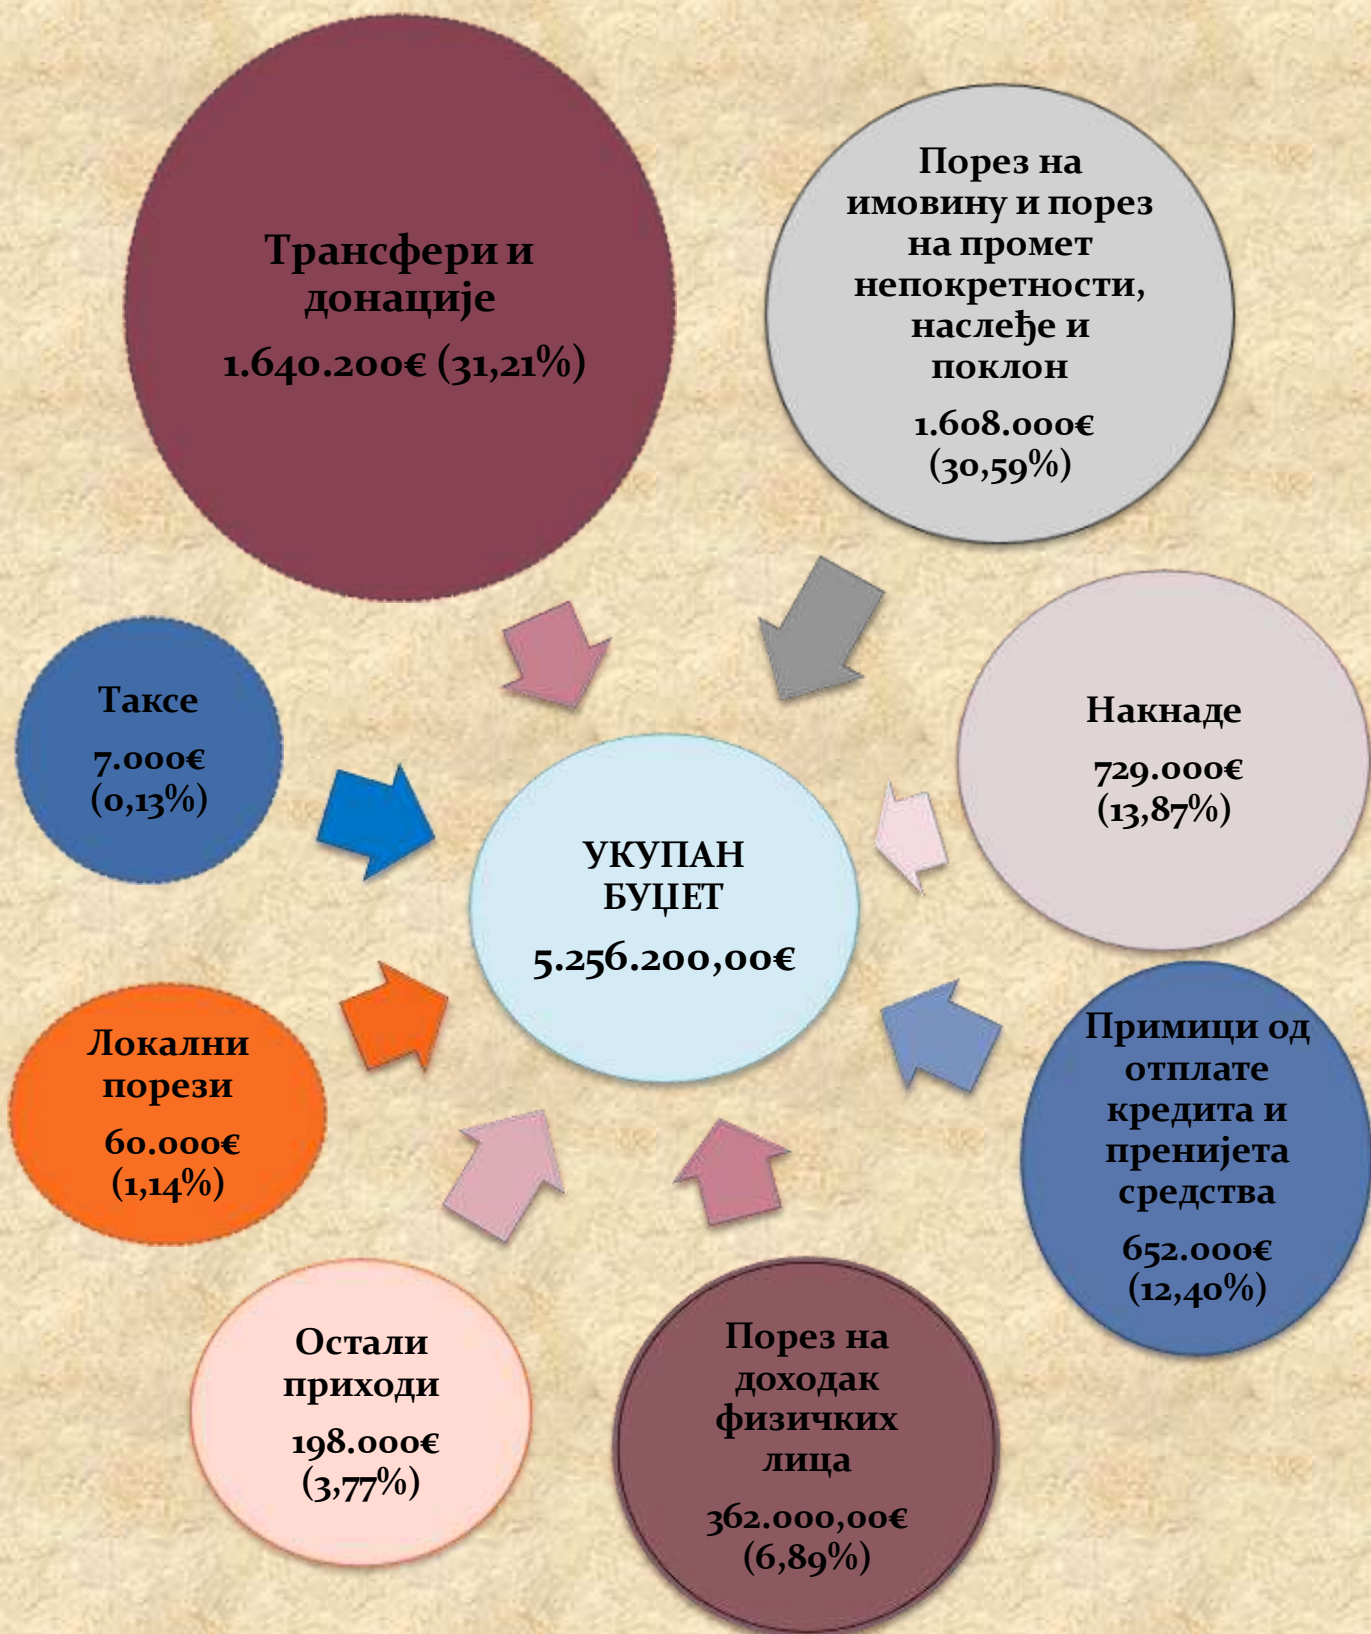 Трансфери и
донације
1.640.200€ (31,21%)
Порез на
имовину и порез
на промет
непокретности,
наслеђе и
поклон
1.608.000€
(30,59%)
Таксе
7.000€
(0,13%)
Накнаде
729.000€
(13,87%)
УКУПАН
БУЏЕТ
5.256.200,00€
Локални
порези
60.000€
(1,14%)
Примици од
отплате
кредита и
пренијета
средства
652.000€
(12,40%)
Остали
приходи
198.000€
(3,77%)
Порез на
доходак
физичких
лица
362.000,00€
(6,89%)